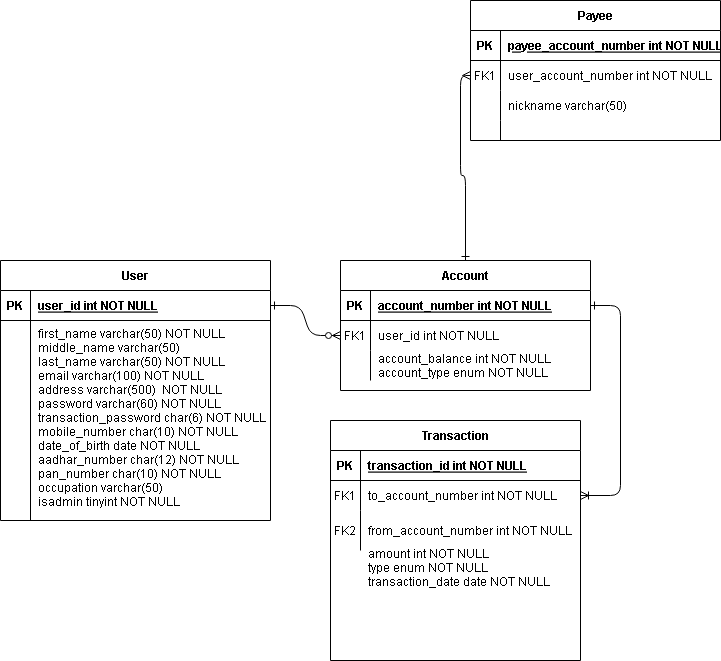 Payee
PK payee_account_number int NOT NULL
FK1 user_account_number int NOT NULL
nickname varchar(50)
User
PK user_id int NOT NULL
first_name varchar(50) NOT NULL
middle_name varchar(50)
last_name varchar(50) NOT NULL
email varchar(100) NOT NULL
address varchar(500) NOT NULL
password varchar(60) NOT NULL
transaction_password char(6) NOT NULL
mobile_number char(10) NOT NULL
date_of_birth date NOT NULL
aadhar_number char(12) NOT NULL
pan_number char(10) NOT NULL
occupation varchar(50)
isadmin tinyint NOT NULL
Account
PK account_number int NOT NULL
FK1 user_id int NOT NULL
account_balance int NOT NULL
account_type enum NOT NULL
Transaction
PK transaction_id int NOT NULL
FK1 to_account_number int NOT NULL
FK2 from_account_number int NOT NULL
amount int NOT NULL
type enum NOT NULL
transaction_date date NOT NULL